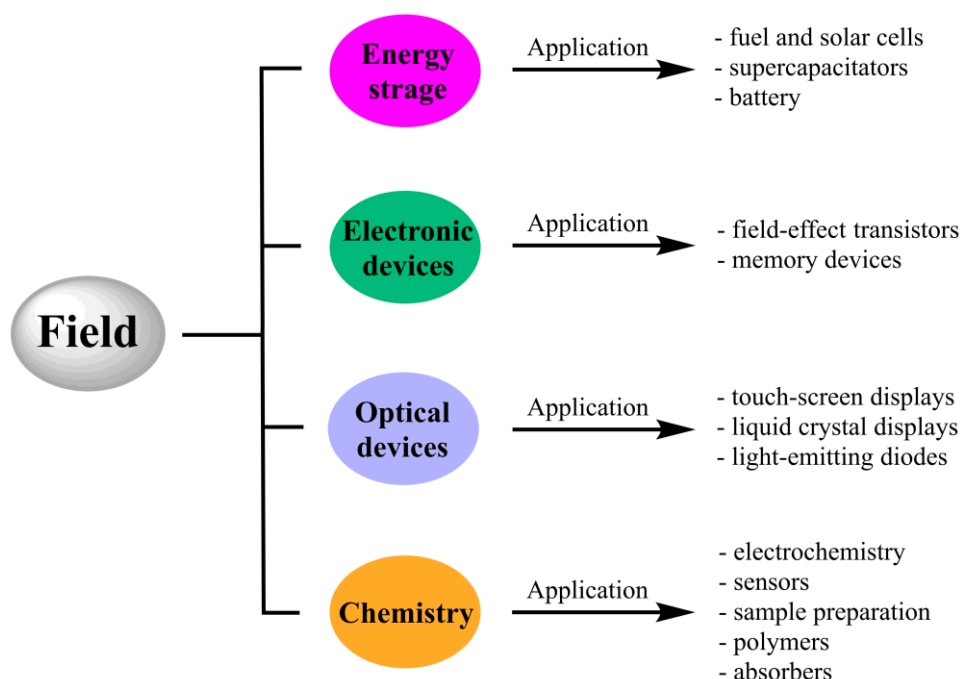 Field
Energy
strage
Application
- fuel and solar cells
- supercapacitators
- battery
Electronic
devices
Application
- field-effect transistors
- memory devices
Optical
devices
Application
- touch-screen displays
- liquid crystal displays
- light-emitting diodes
Chemistry
Application
- electrochemistry
- sensors
- sample preparation
- polymers
- absorbers